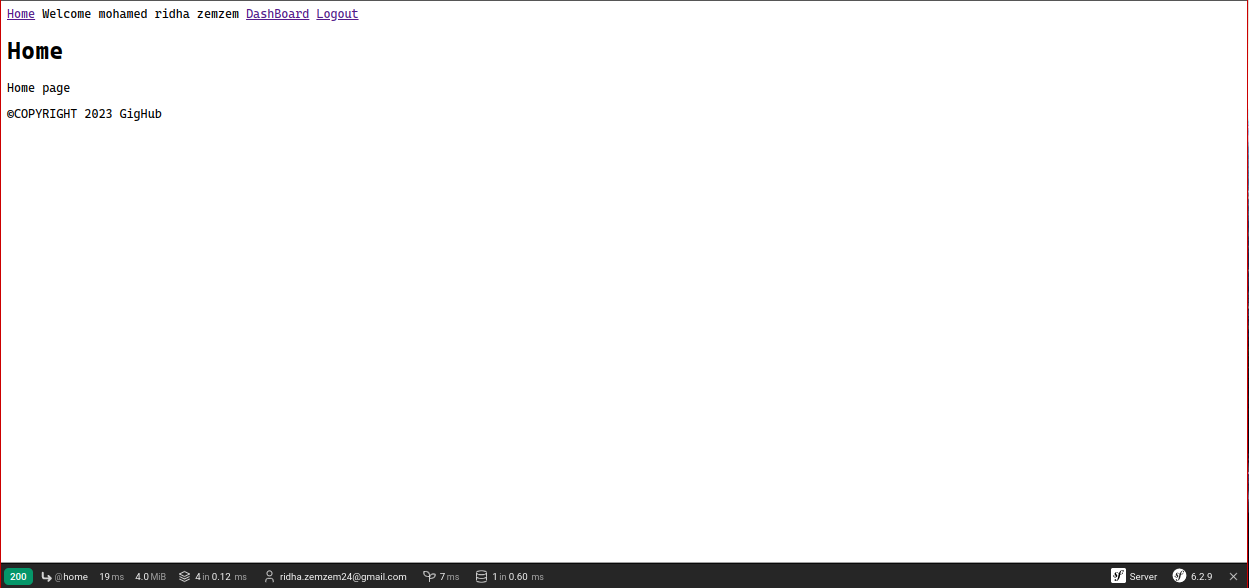 Home Welcome mohamed ridha zemzem DashBoard Logout
Home
Home page
©COPYRIGHT 2023 GigHub
200 @home 19 ms 4.0 MiB 4 in 0.12 ms ridha.zemzem24@gmail.com 7 ms 1 in 0.60 ms sf Server sf 6.2.9